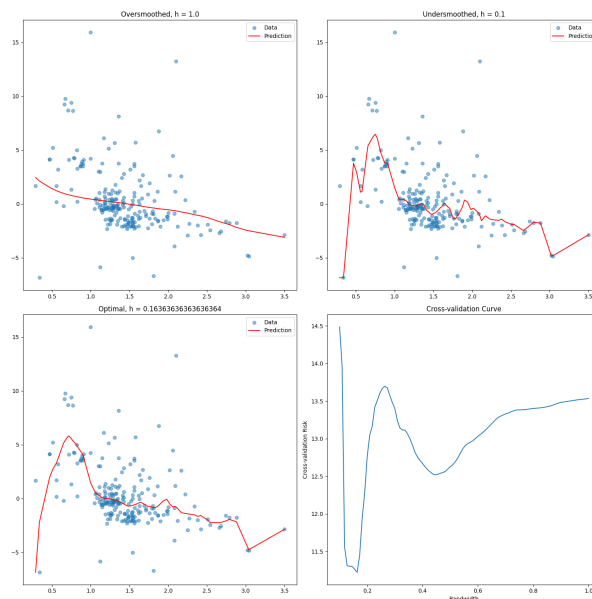 Oversmoothed, h = 1.0
Data
Prediction
15
10
5
0
−5
0.5 1.0 1.5 2.0 2.5 3.0 3.5
Undersmoothed, h = 0.1
Data
Prediction
15
10
5
0
−5
0.5 1.0 1.5 2.0 2.5 3.0 3.5
Optimal, h = 0.16363636363636364
Data
Prediction
15
10
5
0
−5
0.5 1.0 1.5 2.0 2.5 3.0 3.5
Cross-validation Curve
Cross-validation Risk
14.5
14.0
13.5
13.0
12.5
12.0
11.5
0.2 0.4 0.6 0.8 1.0
Bandwidth